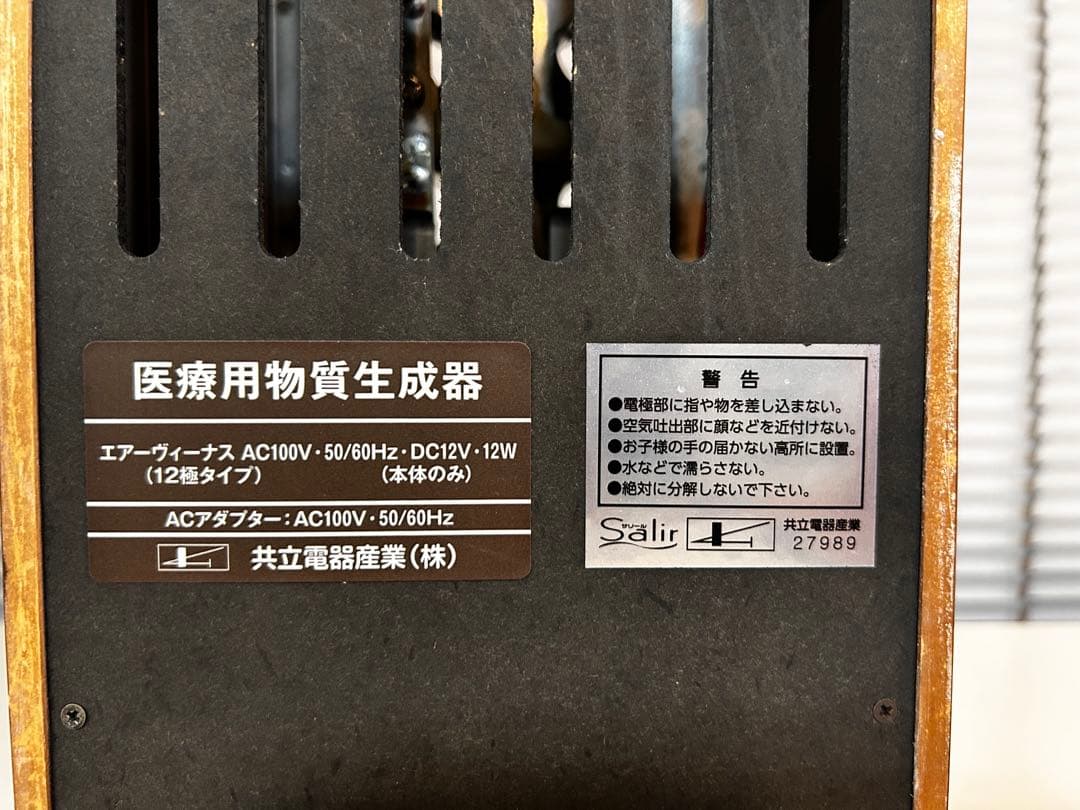 医療用物質生成器
エアーヴィーナス AC100V・50/60Hz・DC12V・12W
（12極タイプ） （本体のみ）
ACアダプター：AC100V・50/60Hz
共立電器産業（株）
警告
●電極部に指や物を差し込まない。
●空気吐出部に顔などを近付けない。
●お子様の手の届かない高所に設置。
●水などで濡らさない。
●絶対に分解しないで下さい。
サリール
Salir
共立電器産業
27989